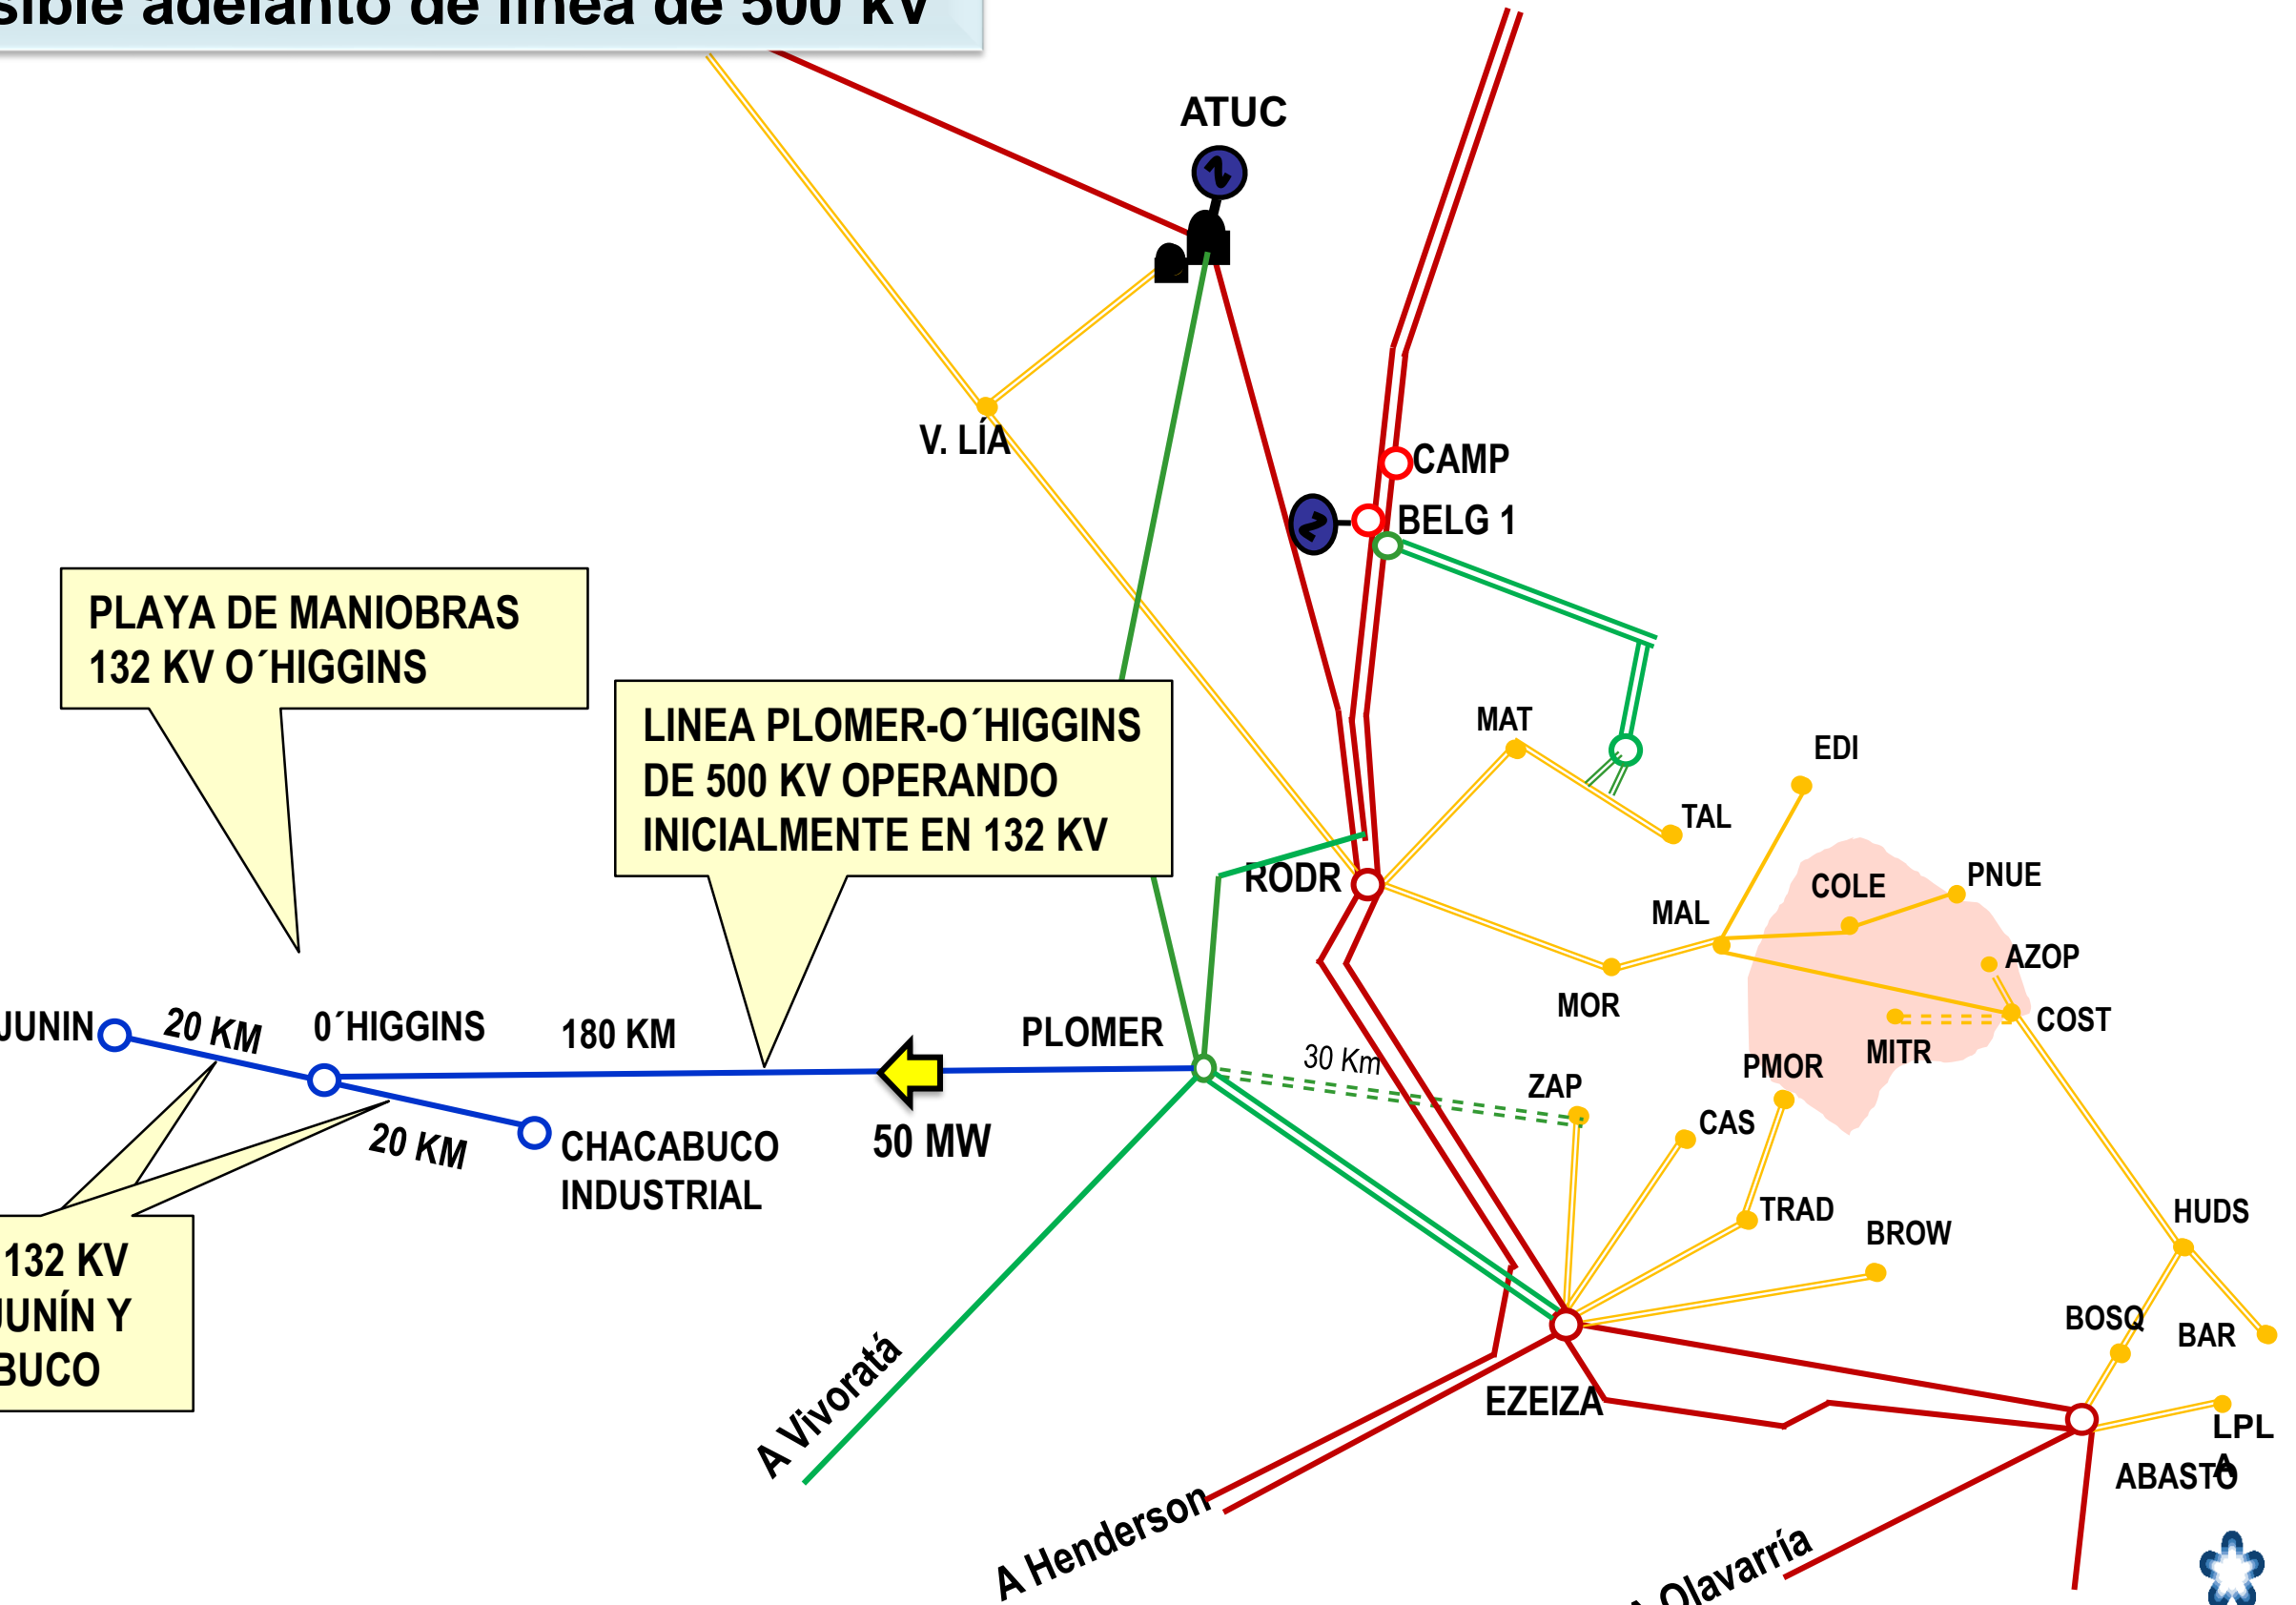 sible adelanto de línea de 500 kV
ATUC
V. LÍA
CAMP
BELG 1
PLAYA DE MANIOBRAS
132 KV O´HIGGINS
LINEA PLOMER-O´HIGGINS
DE 500 KV OPERANDO
INICIALMENTE EN 132 KV
MAT
EDI
TAL
RODR
COLE
PNUE
MAL
AZOP
MOR
COST
JUNIN
20 KM
0´HIGGINS
180 KM
PLOMER
30 Km
MITR
PMOR
ZAP
CAS
50 MW
20 KM
CHACABUCO
INDUSTRIAL
TRAD
HUDS
BROW
132 KV
JUNÍN Y
BUCO
BOSQ
BAR
A Vivoratá
EZEIZA
LPL
A
ABASTO
A Henderson
A Olavarría